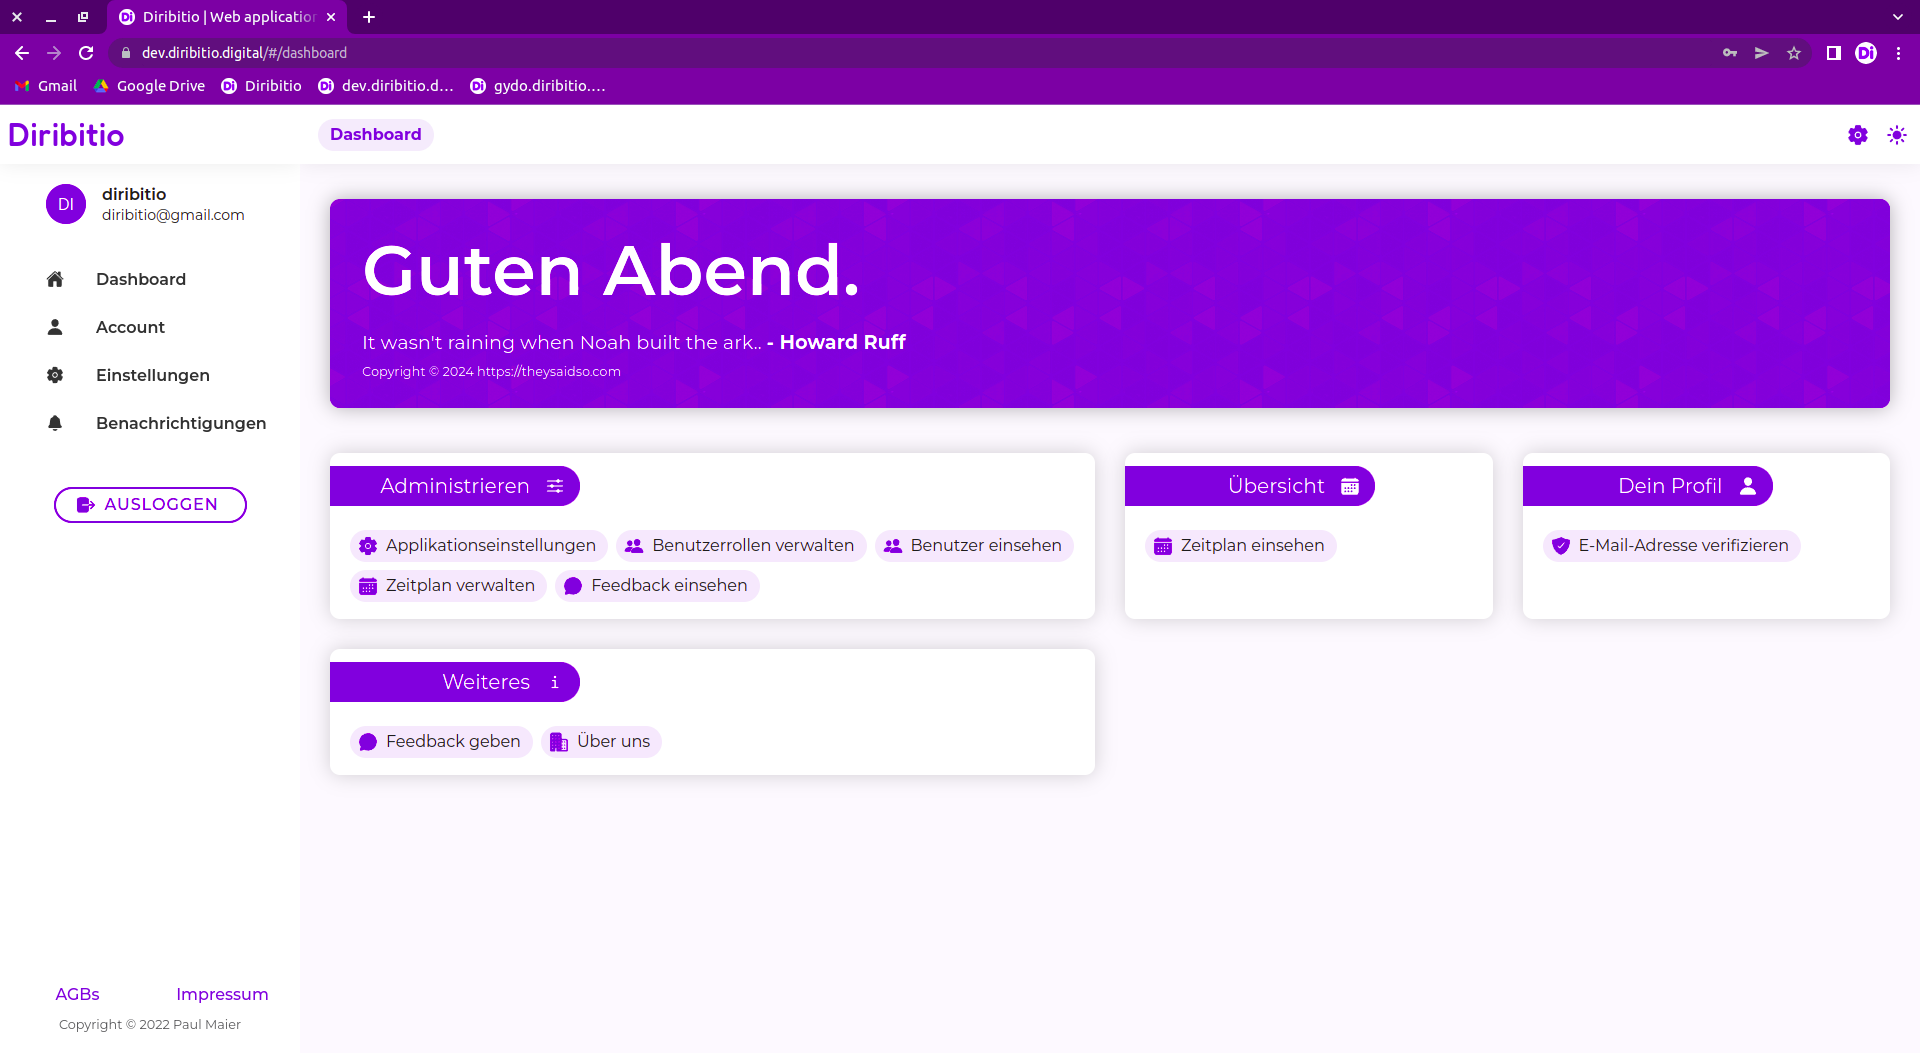 Diribitio | Web application
dev.diribitio.digital/#/dashboard
Gmail Google Drive Diribitio dev.diribitio.d... gydo.diribitio....
Diribitio
Dashboard
DI
diribitio
diribitio@gmail.com
Dashboard
Account
Einstellungen
Benachrichtigungen
AUSLOGGEN
Guten Abend.
It wasn't raining when Noah built the ark.. - Howard Ruff
Copyright © 2024 https://theysaidso.com
Administrieren
Applikationseinstellungen Benutzerrollen verwalten Benutzer einsehen
Zeitplan verwalten Feedback einsehen
Übersicht
Zeitplan einsehen
Dein Profil
E-Mail-Adresse verifizieren
Weiteres
Feedback geben Über uns
AGBs Impressum
Copyright © 2022 Paul Maier